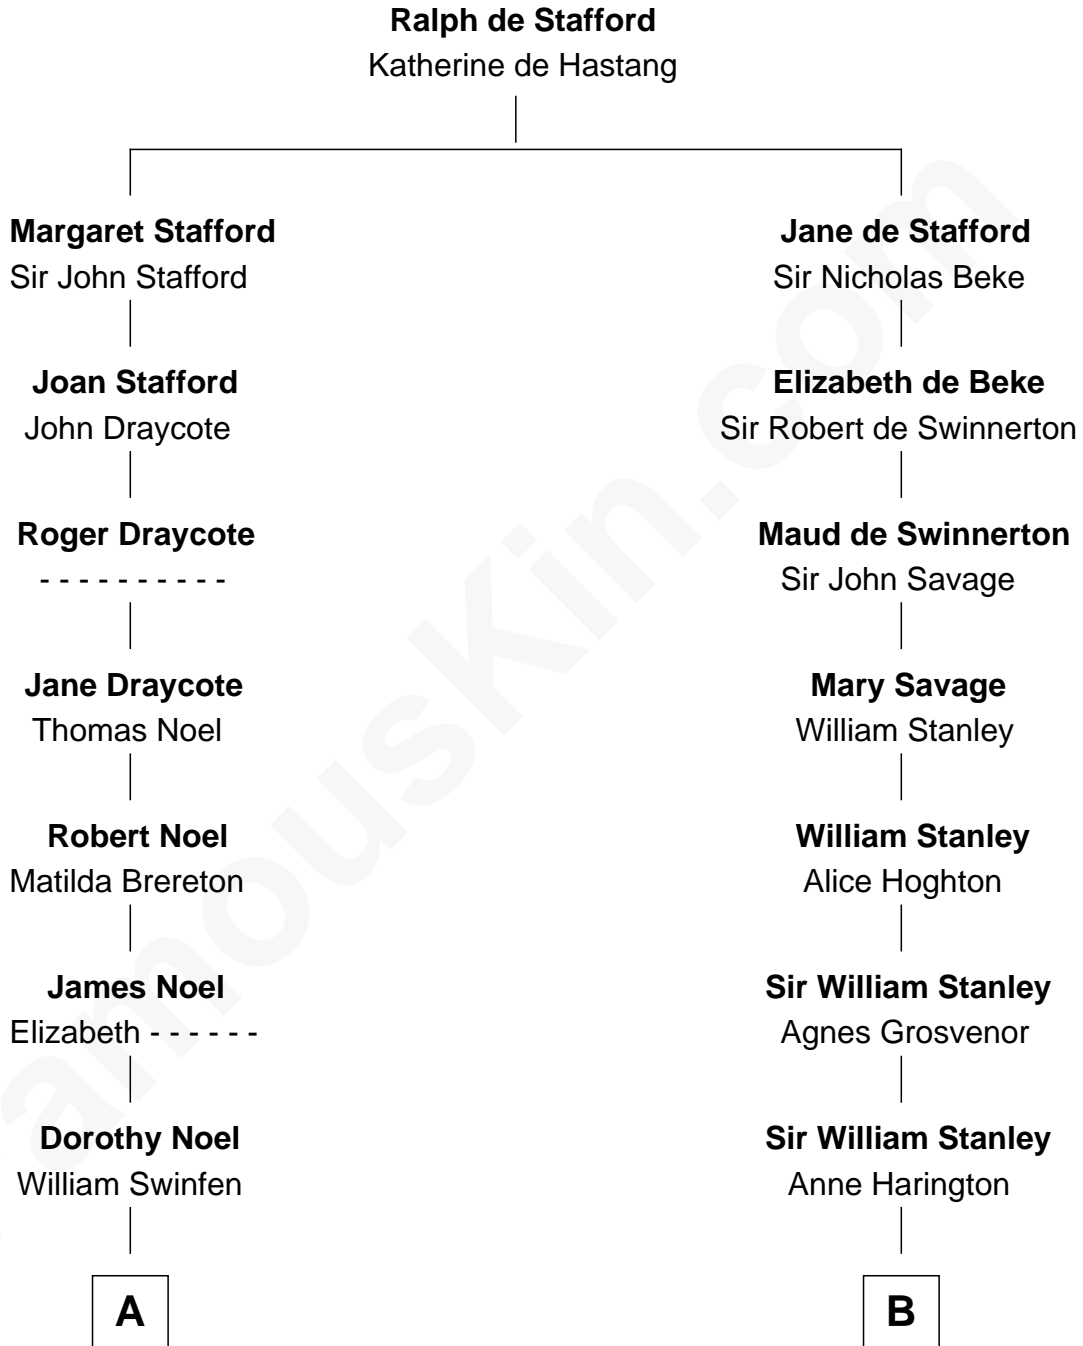 Ralph de Stafford
Katherine de Hastang
Margaret Stafford
Sir John Stafford
Joan Stafford
John Draycote
Roger Draycote
- - - - - - - - - -
Jane Draycote
Thomas Noel
Robert Noel
Matilda Brereton
James Noel
Elizabeth - - - - - -
Dorothy Noel
William Swinfen
A
Jane de Stafford
Sir Nicholas Beke
Elizabeth de Beke
Sir Robert de Swinnerton
Maud de Swinnerton
Sir John Savage
Mary Savage
William Stanley
William Stanley
Alice Hoghton
Sir William Stanley
Agnes Grosvenor
Sir William Stanley
Anne Harington
B
amouskin.com